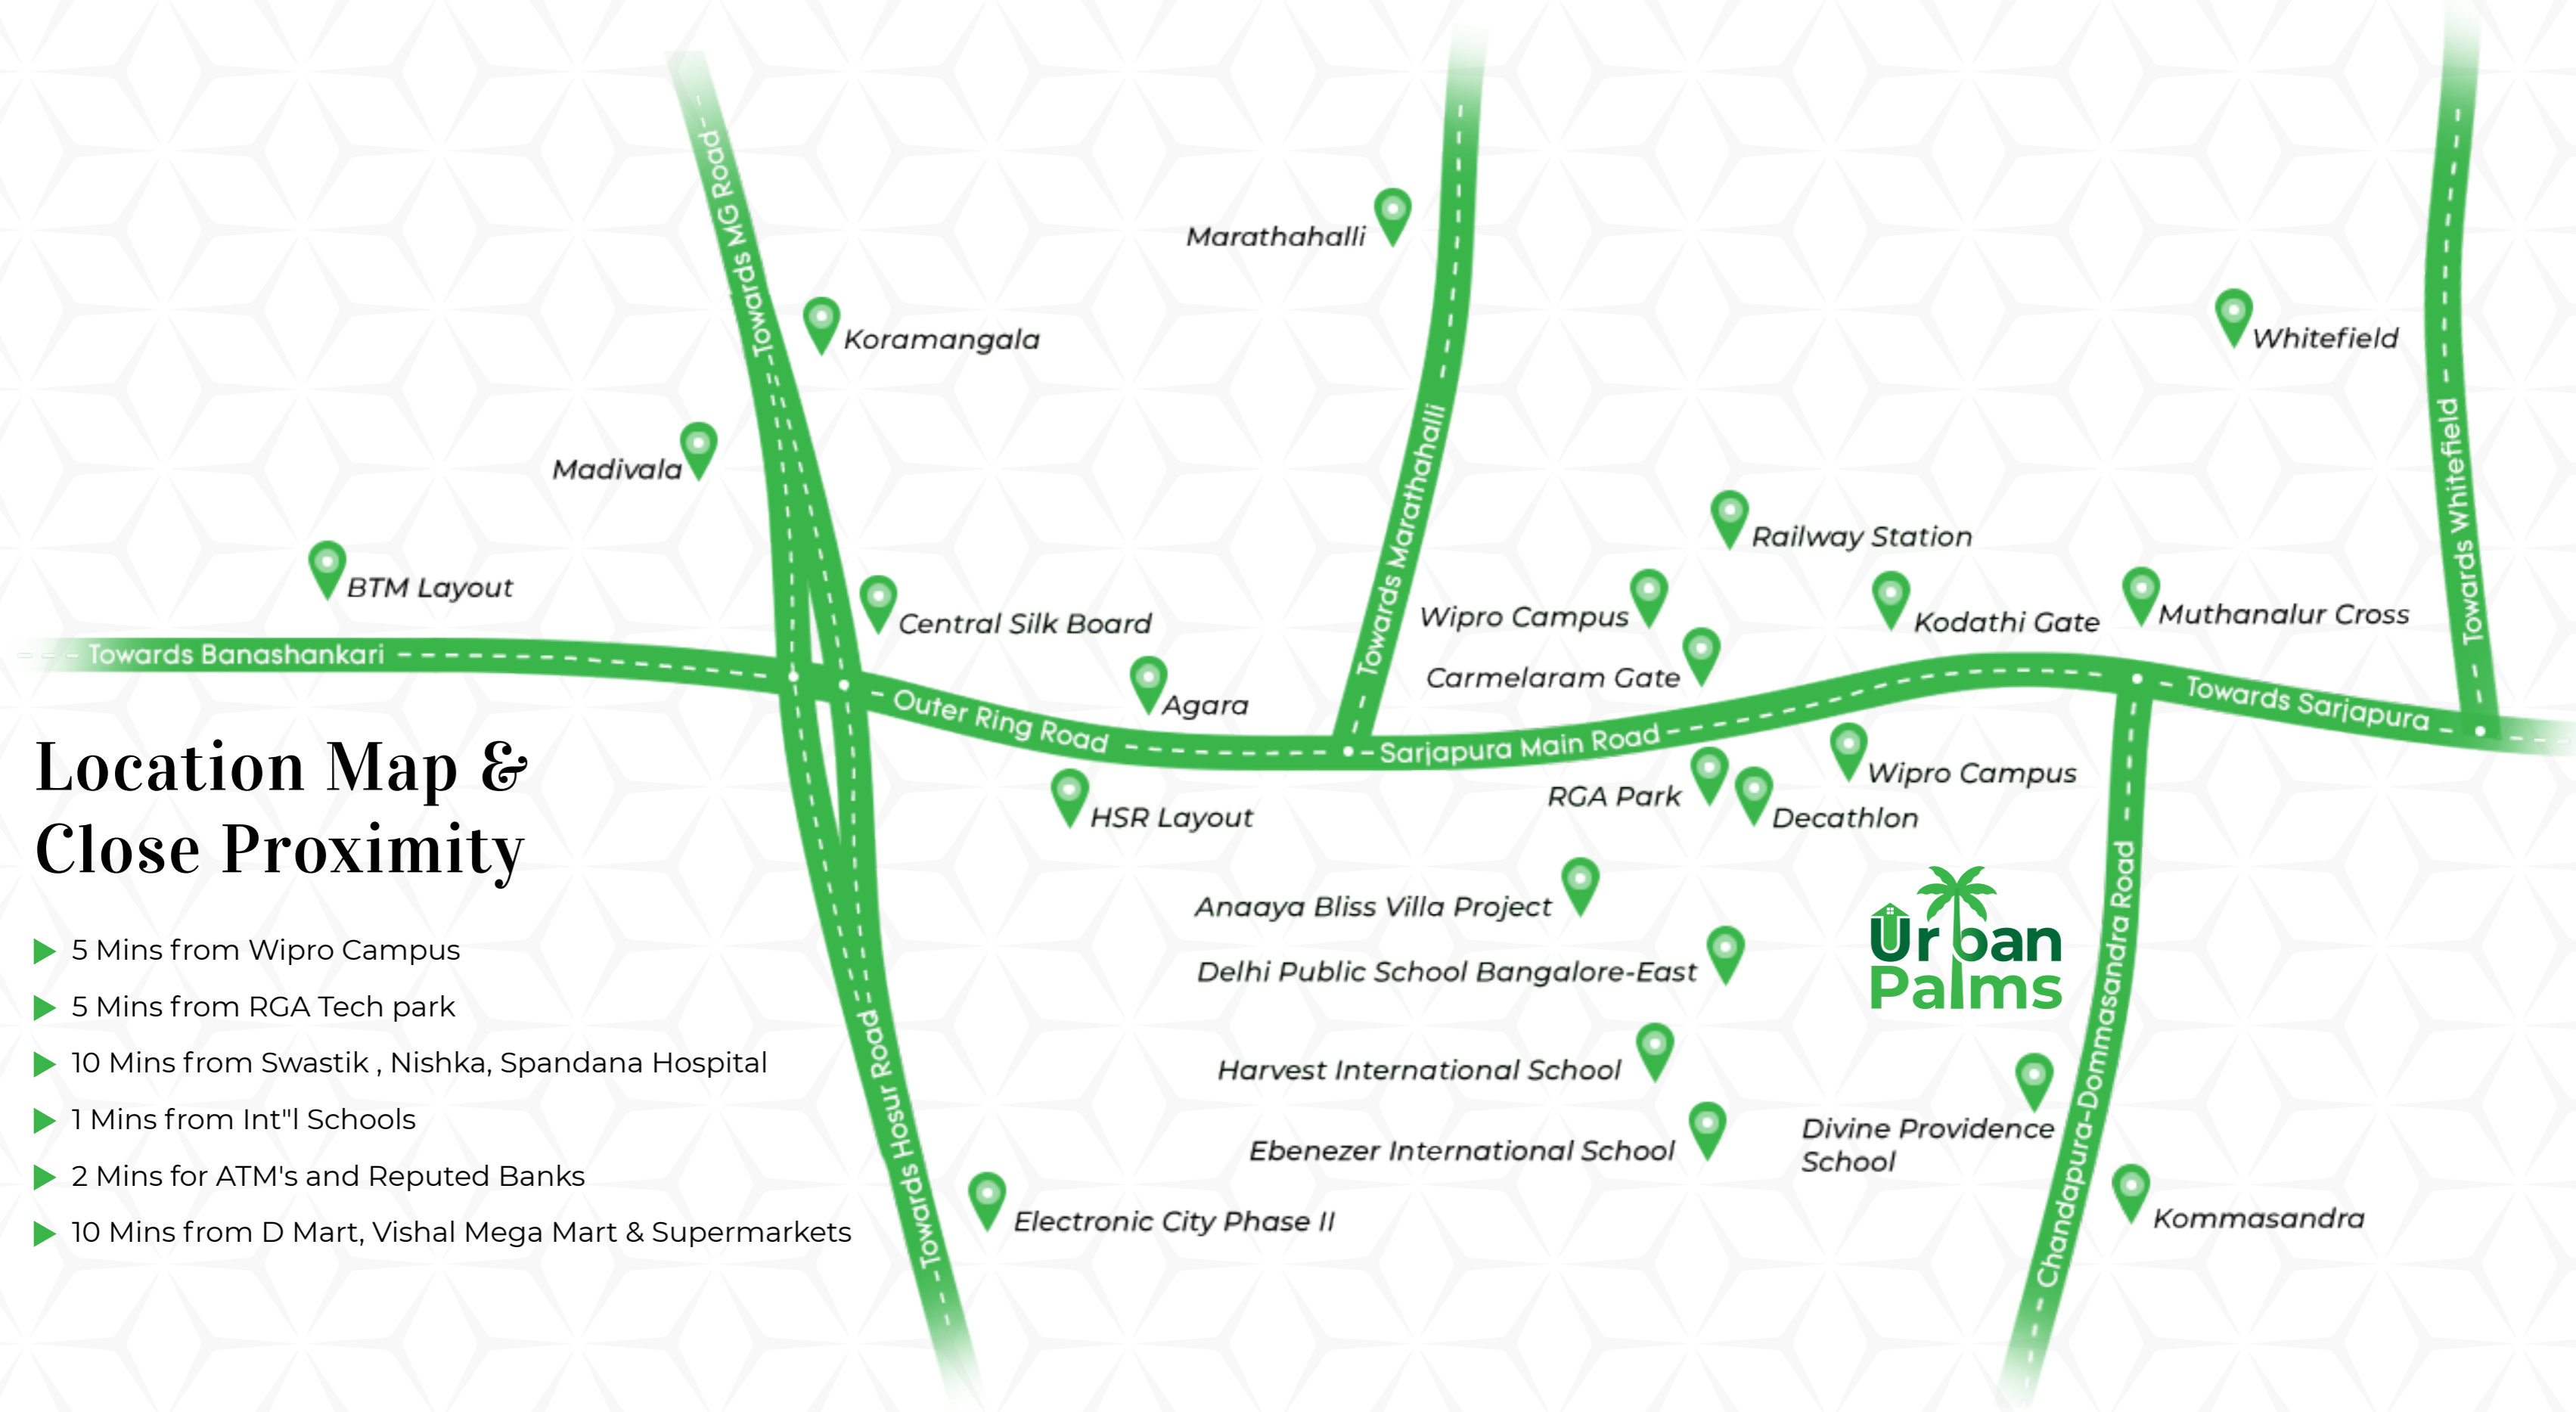 Towards MG Road
Marathahalli
Koramangala
Whitefield
Madivala
Towards Marathahalli
Towards Whitefield
Railway Station
BTM Layout
Central Silk Board
Wipro Campus
Kodathi Gate
Muthanalur Cross
Towards Banashankari
Carmelaram Gate
Agara
Outer Ring Road
Sarjapura Main Road
Towards Sarjapura
Location Map &
Close Proximity
HSR Layout
RGA Park
Decathlon
Wipro Campus
Anaaya Bliss Villa Project
Delhi Public School Bangalore-East
Urban
Palms
Chandapura-Dommasandra Road
Harvest International School
Ebenezer International School
Divine Providence
School
Kommasandra
Towards Hosur Road
Electronic City Phase II
5 Mins from Wipro Campus
5 Mins from RGA Tech park
10 Mins from Swastik , Nishka, Spandana Hospital
1 Mins from Int"l Schools
2 Mins for ATM's and Reputed Banks
10 Mins from D Mart, Vishal Mega Mart & Supermarkets